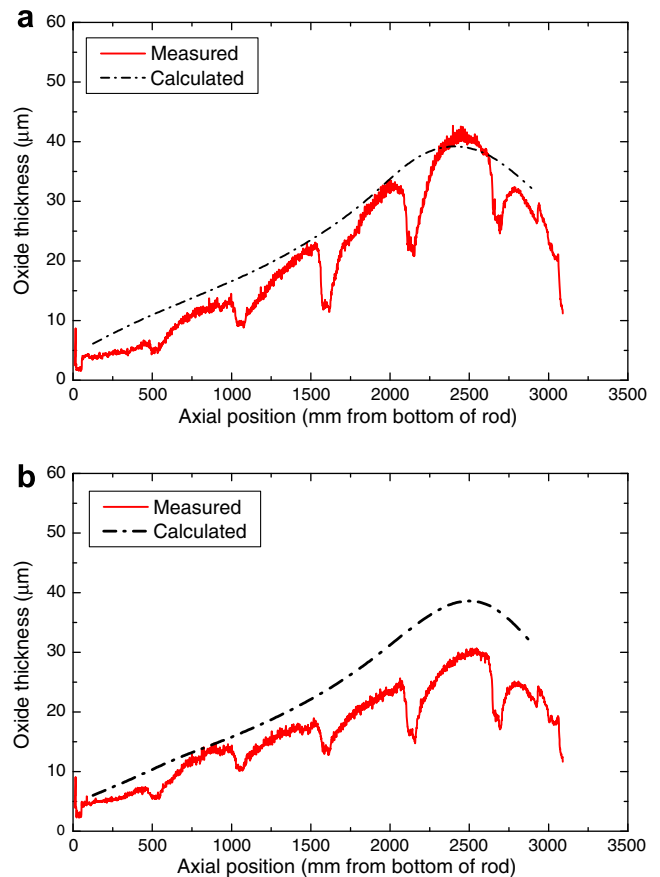 a
60
50
40
30
20
10
0
Oxide thickness (μm)
Measured
Calculated
0 500 1000 1500 2000 2500 3000 3500
Axial position (mm from bottom of rod)
b
60
50
40
30
20
10
0
Oxide thickness (μm)
Measured
Calculated
0 500 1000 1500 2000 2500 3000 3500
Axial position (mm from bottom of rod)